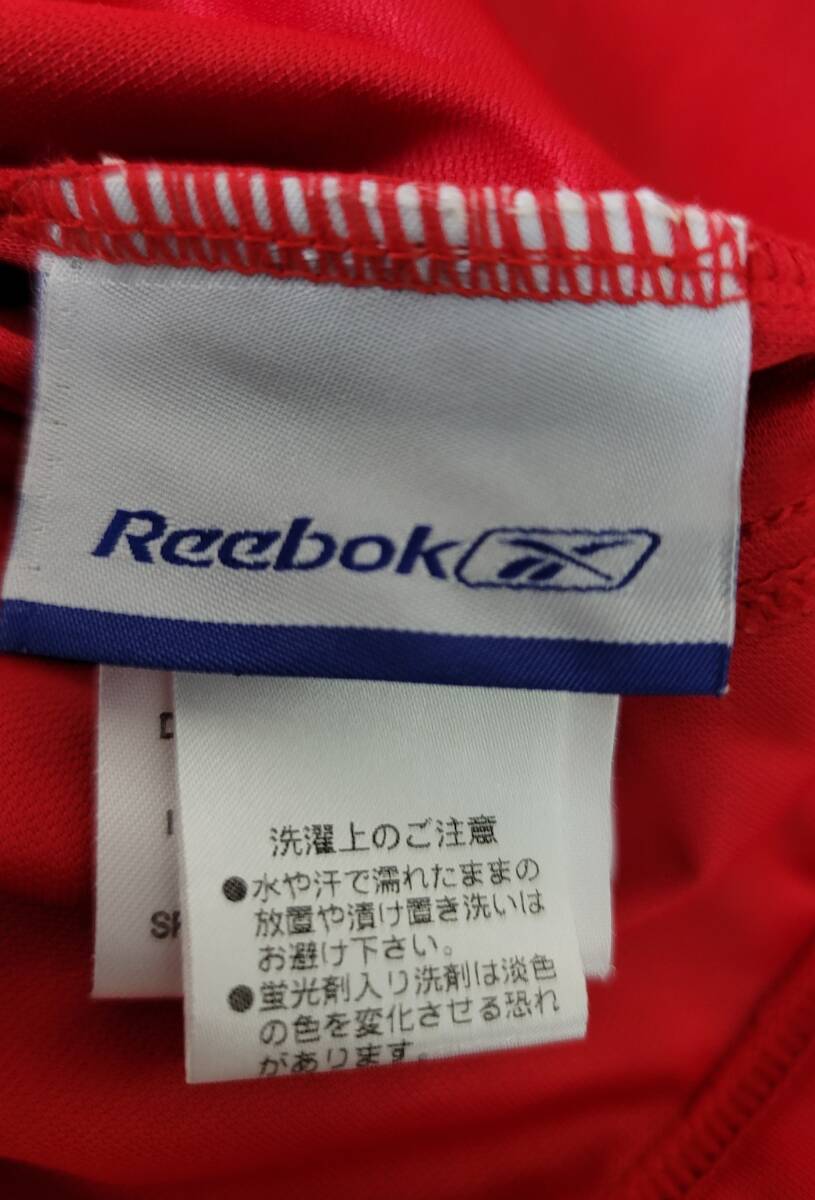 Reebok
洗濯上のご注意
●水や汗で濡れたままの
放置や漬け置き洗いは
お避け下さい。
●蛍光剤入り洗剤は淡色
の色を変化させる恐れ
があります。